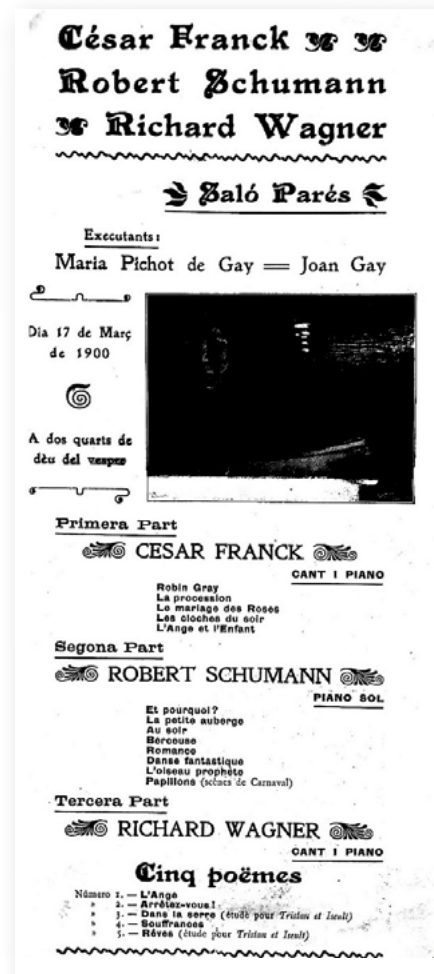 César Franck
Robert Schumann
Richard Wagner
Saló Parés
Executants:
Maria Pichot de Gay = Joan Gay
Dia 17 de Març
de 1900
A dos quarts de
dèu del vespre
Primera Part
CESAR FRANCK
CANT I PIANO
Robin Gray
La procession
Le mariage des Roses
Les cloches du soir
L'Ange et l'Enfant
Segona Part
ROBERT SCHUMANN
PIANO SOL
Et pourquoi?
La petite auberge
Au soir
Berceuse
Romance
Danse fantastique
L'oiseau prophète
Papillons (scènes de Carnaval)
Tercera Part
RICHARD WAGNER
CANT I PIANO
Cinq poëmes
Número 1. — L'Ange
» 2. — Arrêtez-vous!
» 3. — Dans la serre (étude pour Tristan et Iseult)
» 4. — Souffrances
» 5. — Rêves (étude pour Tristan et Iseult)